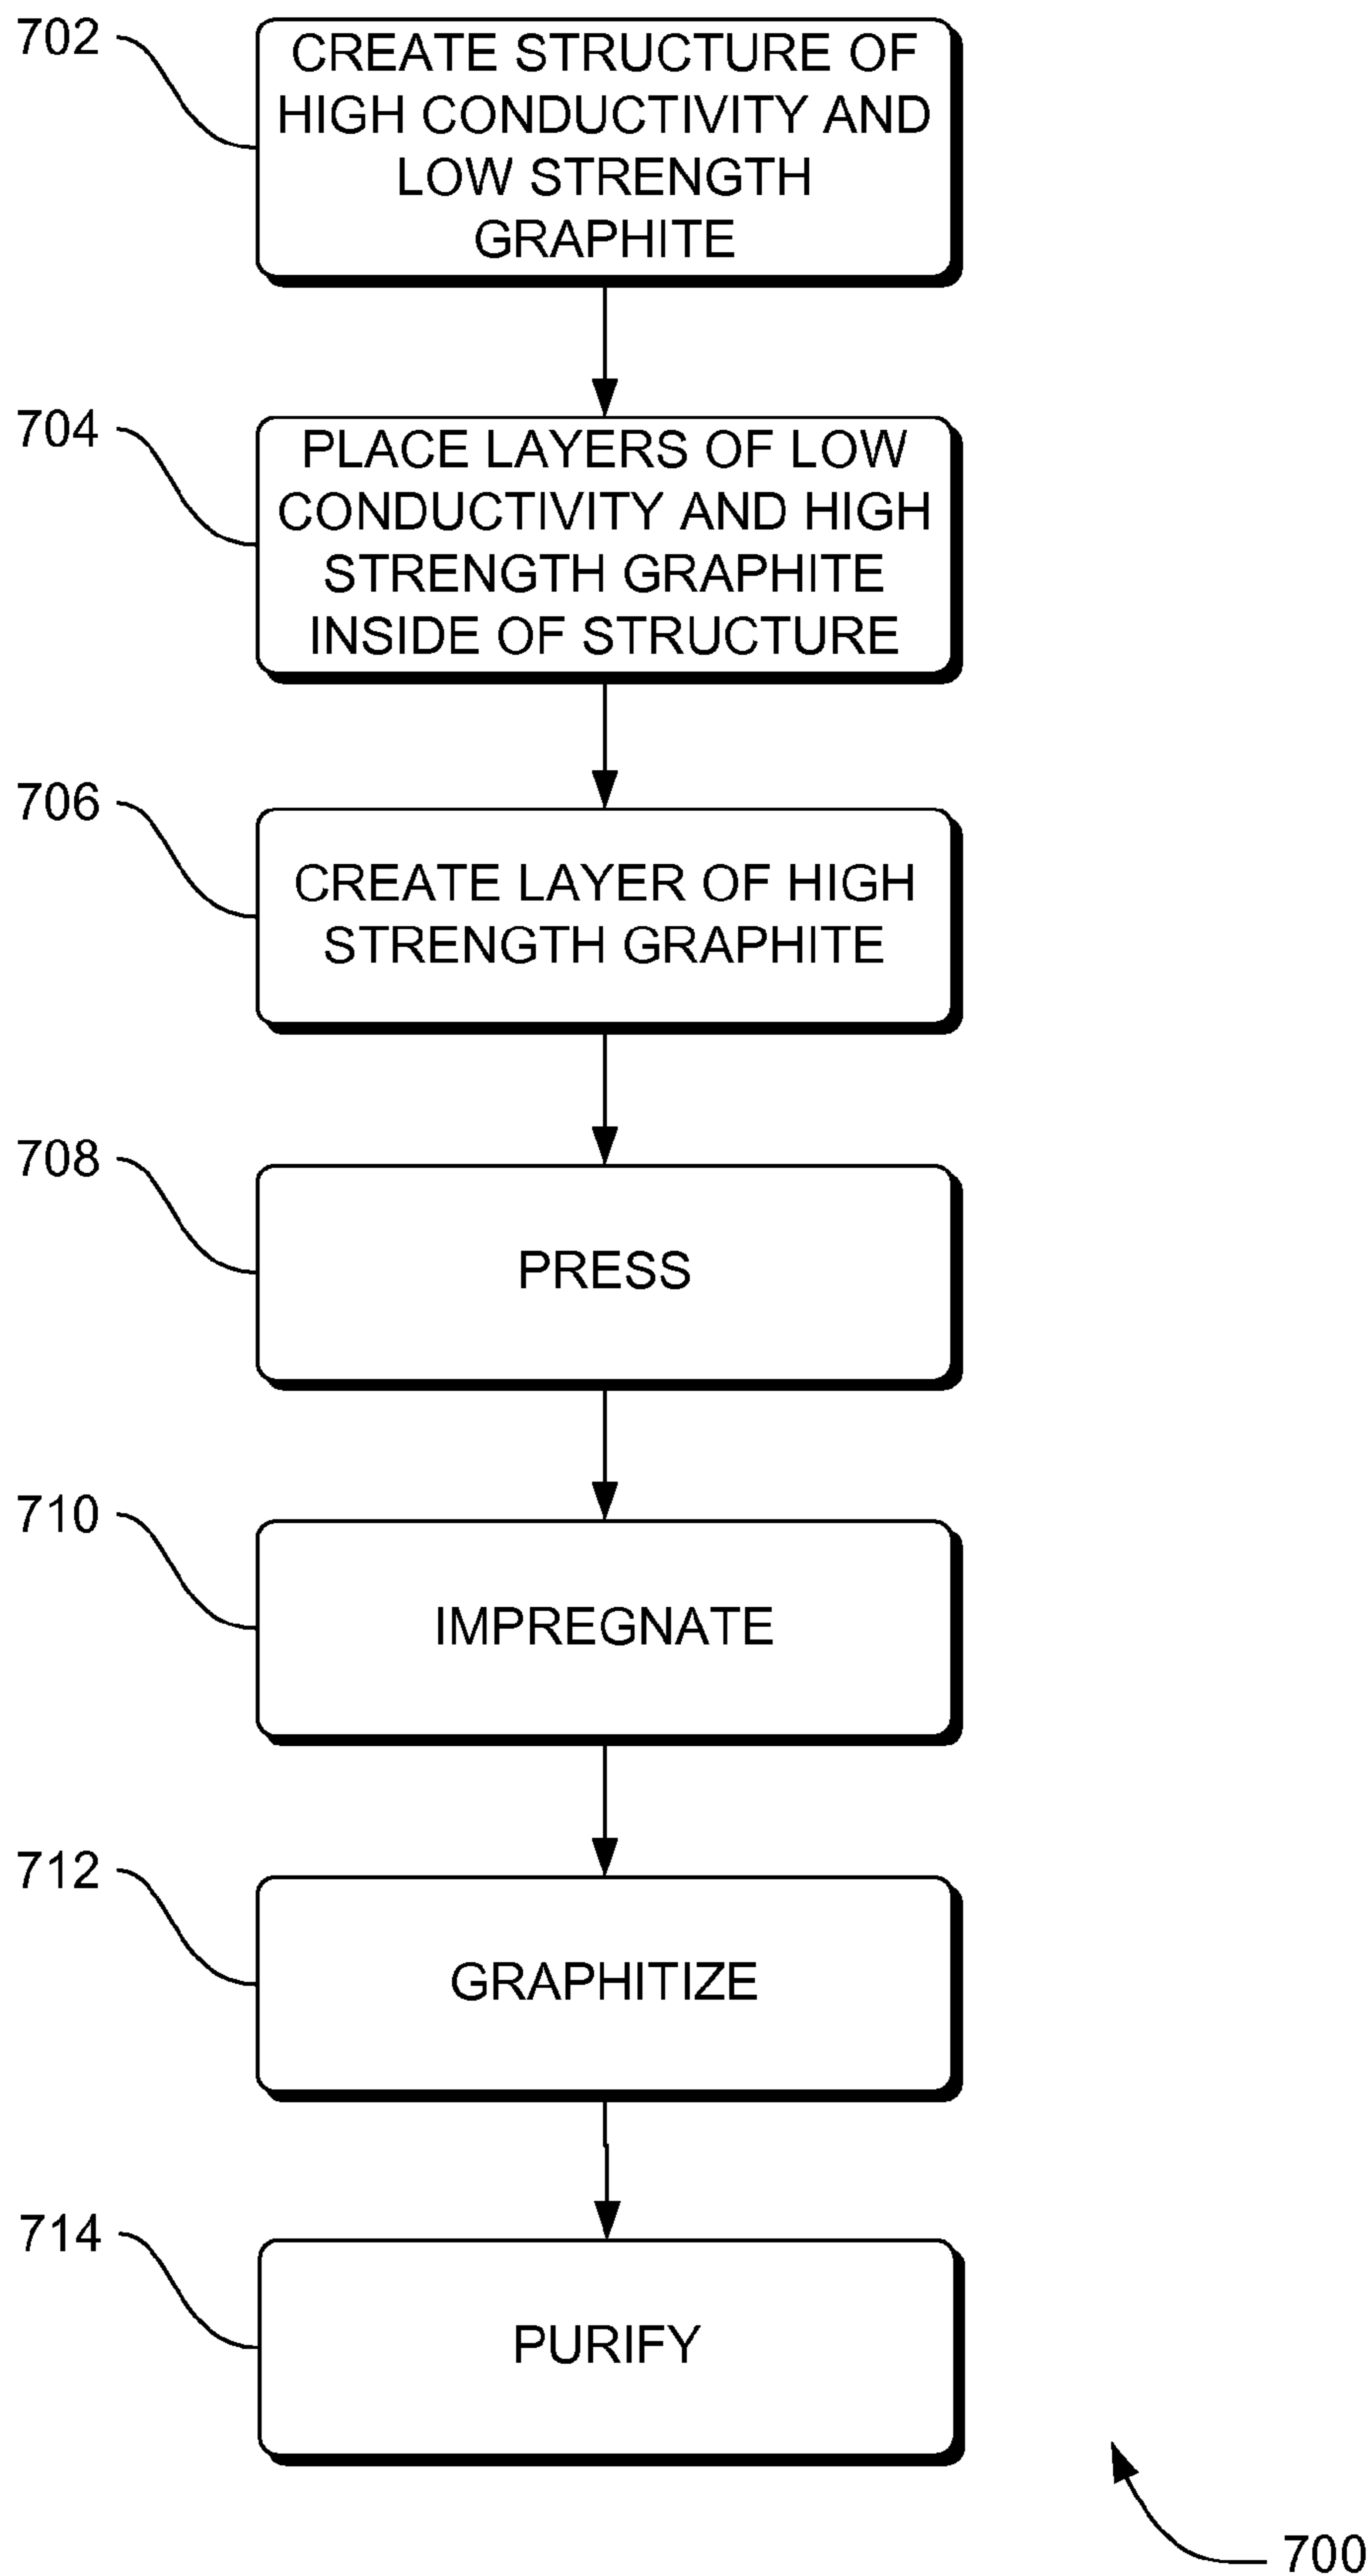 702
CREATE STRUCTURE OF
HIGH CONDUCTIVITY AND
LOW STRENGTH
GRAPHITE
704
PLACE LAYERS OF LOW
CONDUCTIVITY AND HIGH
STRENGTH GRAPHITE
INSIDE OF STRUCTURE
706
CREATE LAYER OF HIGH
STRENGTH GRAPHITE
708
PRESS
710
IMPREGNATE
712
GRAPHITIZE
714
PURIFY
700